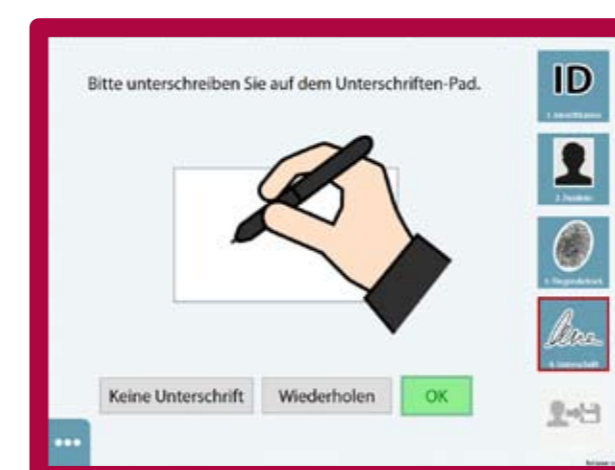 Bitte unterschreiben Sie auf dem Unterschriften-Pad.
ID
Keine Unterschrift
Wiederholen
OK